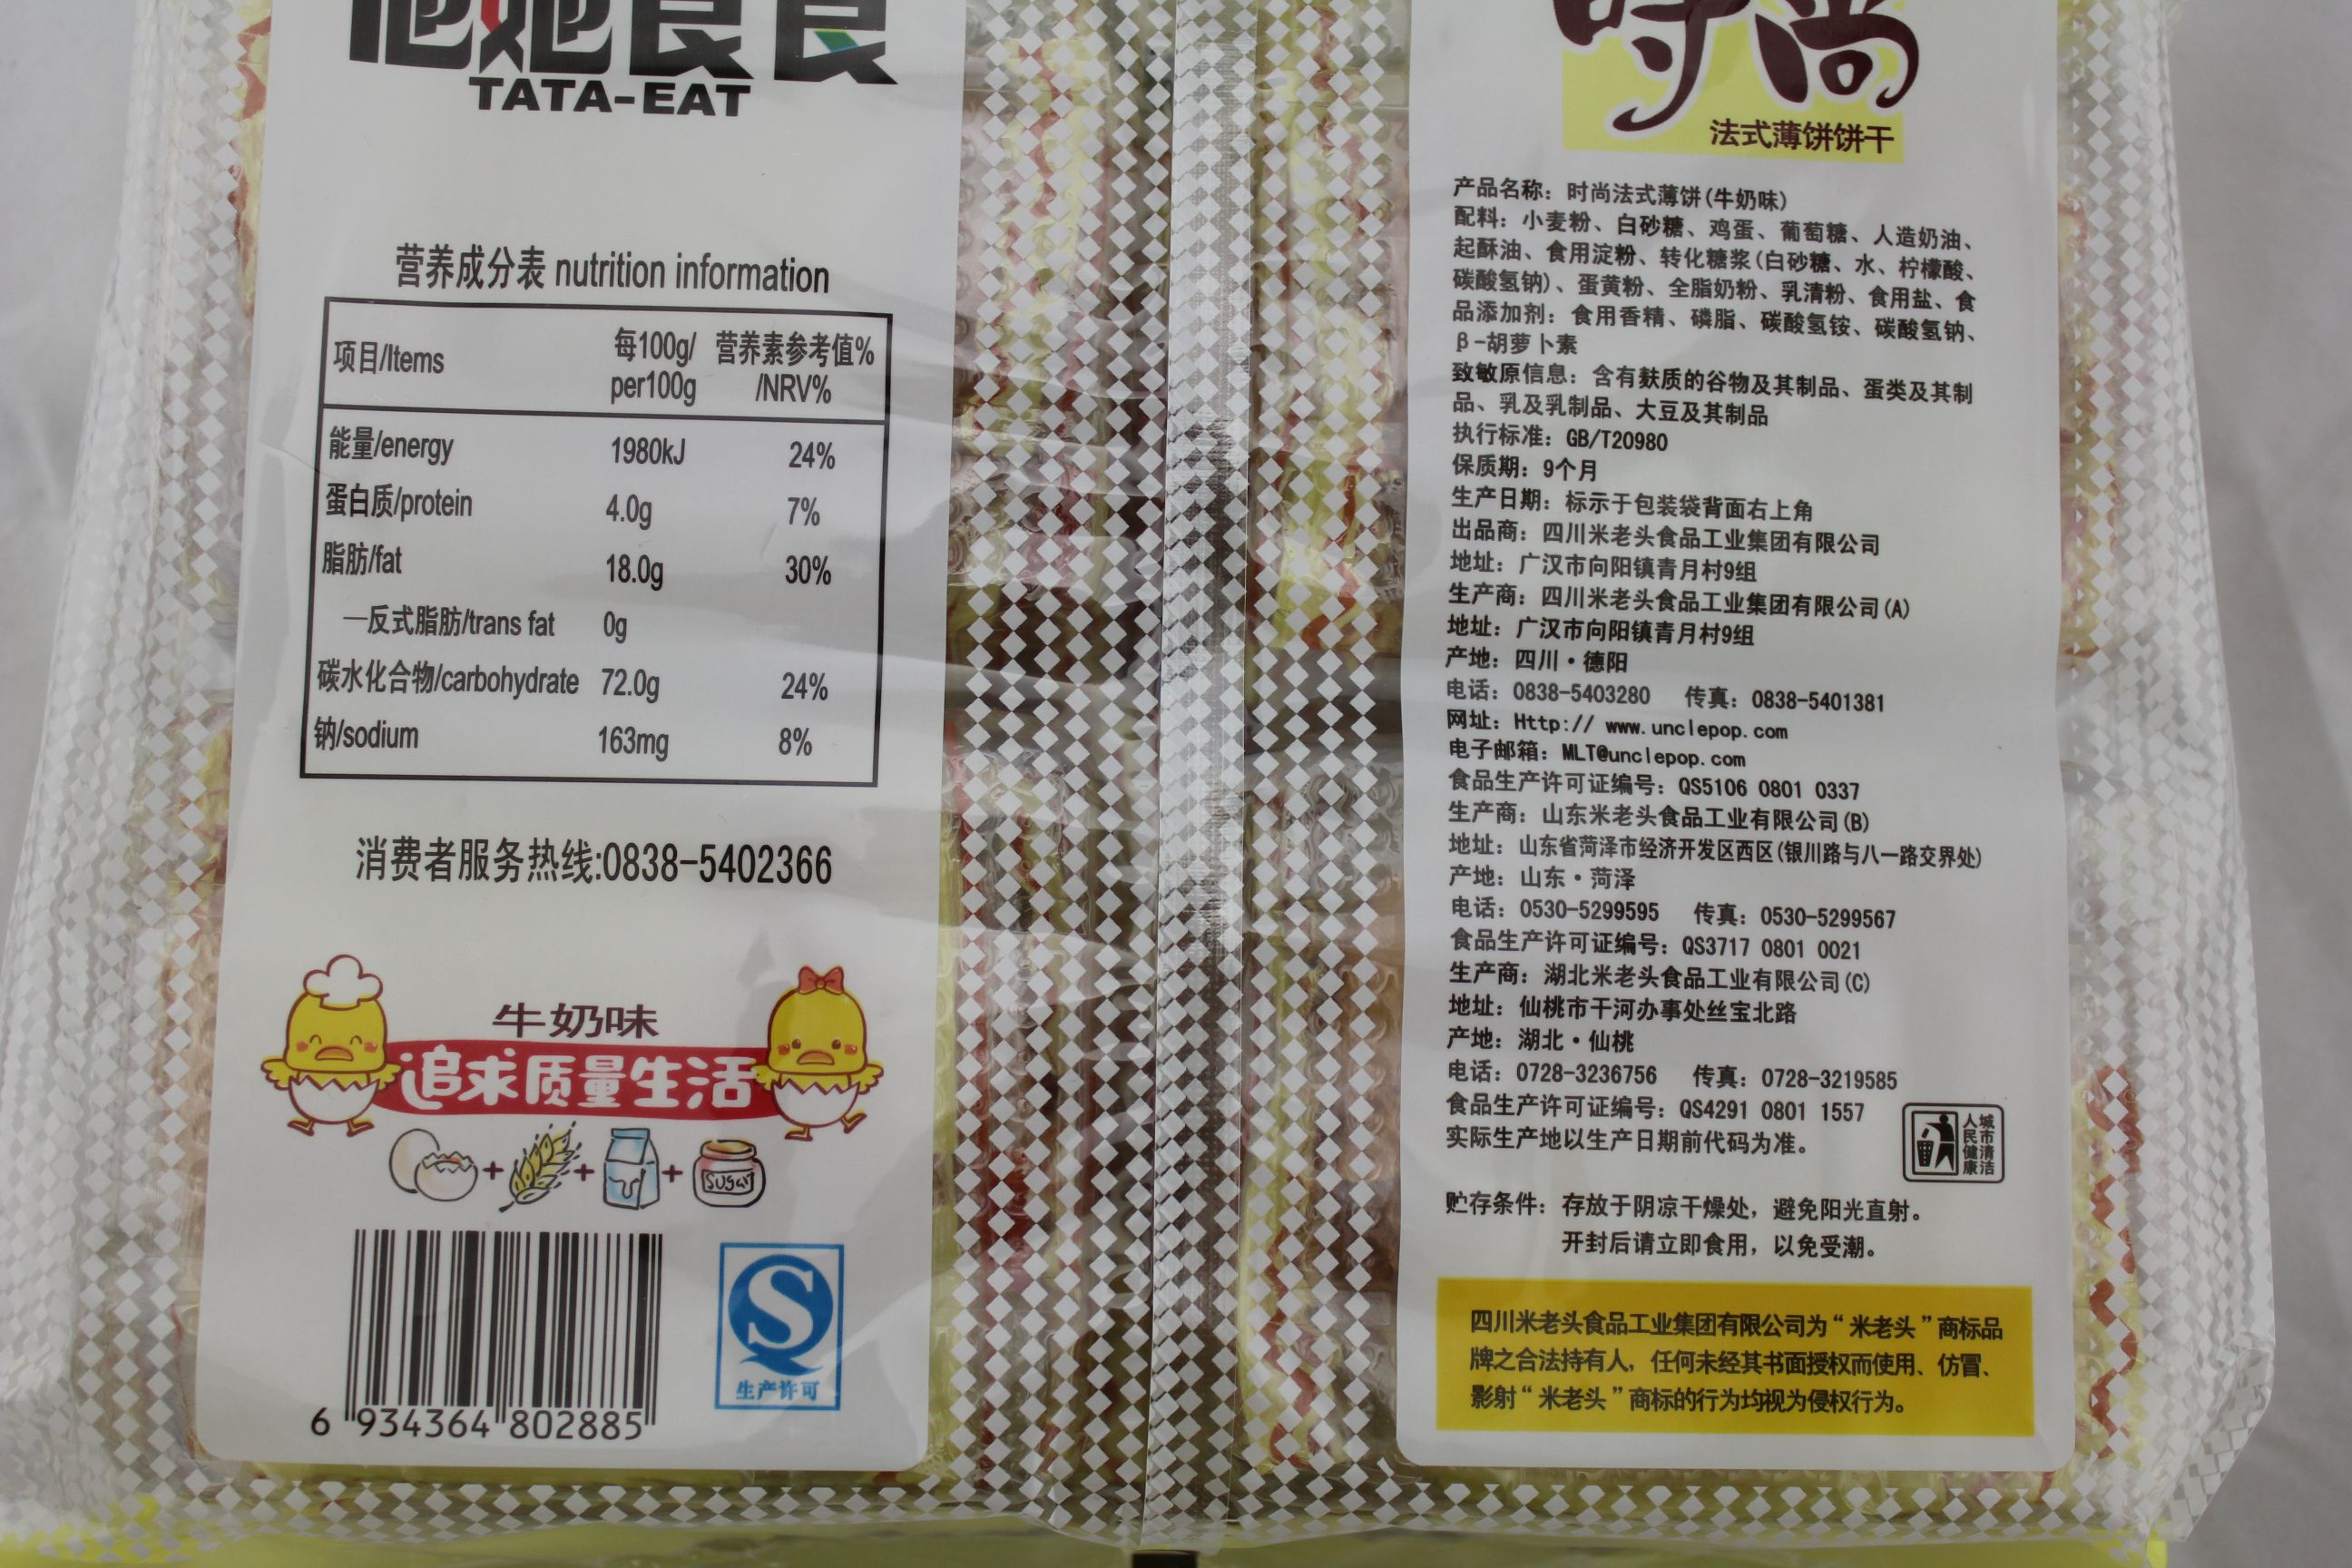 他她良食
TATA-EAT
营养成分表 nutrition information
项目/Items 每100g/ per100g 营养素参考值% /NRV%
能量/energy 1980kJ 24%
蛋白质/protein 4.0g 7%
脂肪/fat 18.0g 30%
—反式脂肪/trans fat 0g
碳水化合物/carbohydrate 72.0g 24%
钠/sodium 163mg 8%
消费者服务热线:0838-5402366
牛奶味
追求质量生活
+ + +
SUGAR
6 934364 802885
生产许可
时尚
法式薄饼饼干
产品名称：时尚法式薄饼(牛奶味)
配料：小麦粉、白砂糖、鸡蛋、葡萄糖、人造奶油、
起酥油、食用淀粉、转化糖浆(白砂糖、水、柠檬酸、
碳酸氢钠)、蛋黄粉、全脂奶粉、乳清粉、食用盐、食
品添加剂：食用香精、磷脂、碳酸氢铵、碳酸氢钠、
β-胡萝卜素
致敏原信息：含有麸质的谷物及其制品、蛋类及其制
品、乳及乳制品、大豆及其制品
执行标准：GB/T20980
保质期：9个月
生产日期：标示于包装袋背面右上角
出品商：四川米老头食品工业集团有限公司
地址：广汉市向阳镇青月村9组
生产商：四川米老头食品工业集团有限公司(A)
地址：广汉市向阳镇青月村9组
产地：四川·德阳
电话：0838-5403280 传真：0838-5401381
网址：Http:// www.unclepop.com
电子邮箱：MLT@unclepop.com
食品生产许可证编号：QS5106 0801 0337
生产商：山东米老头食品工业有限公司(B)
地址：山东省菏泽市经济开发区西区(银川路与八一路交界处)
产地：山东·菏泽
电话：0530-5299595 传真：0530-5299567
食品生产许可证编号：QS3717 0801 0021
生产商：湖北米老头食品工业有限公司(C)
地址：仙桃市干河办事处丝宝北路
产地：湖北·仙桃
电话：0728-3236756 传真：0728-3219585
食品生产许可证编号：QS4291 0801 1557
实际生产地以生产日期前代码为准。
城市清洁
人民健康
贮存条件：存放于阴凉干燥处，避免阳光直射。
开封后请立即食用，以免受潮。
四川米老头食品工业集团有限公司为“米老头”商标品
牌之合法持有人，任何未经其书面授权而使用、仿冒、
影射“米老头”商标的行为均视为侵权行为。